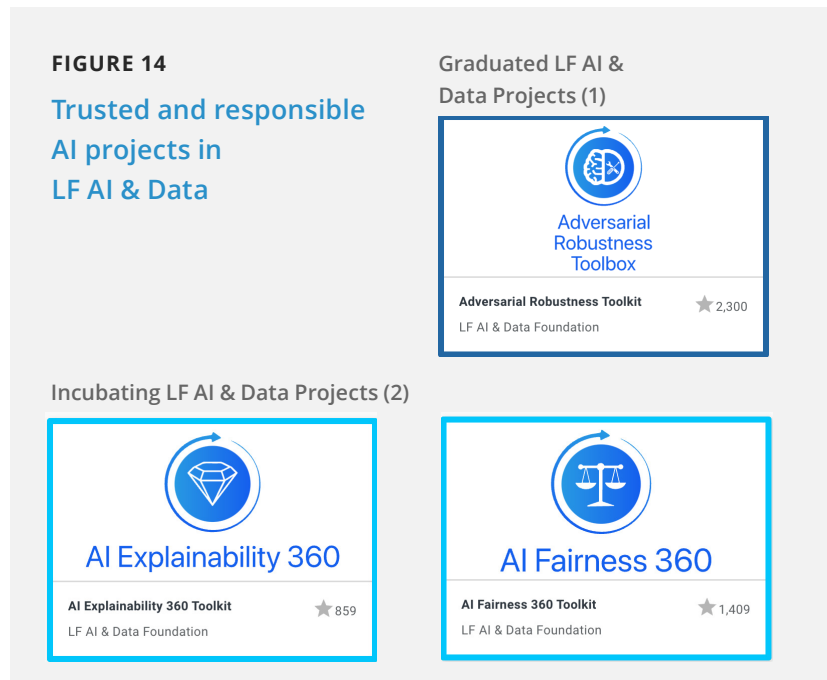 FIGURE 14
Trusted and responsible
AI projects in
LF AI & Data
Graduated LF AI &
Data Projects (1)
Adversarial
Robustness
Toolbox
Adversarial Robustness Toolkit
2,300
LF AI & Data Foundation
Incubating LF AI & Data Projects (2)
AI Explainability 360
AI Explainability 360 Toolkit
859
LF AI & Data Foundation
AI Fairness 360
AI Fairness 360 Toolkit
1,409
LF AI & Data Foundation